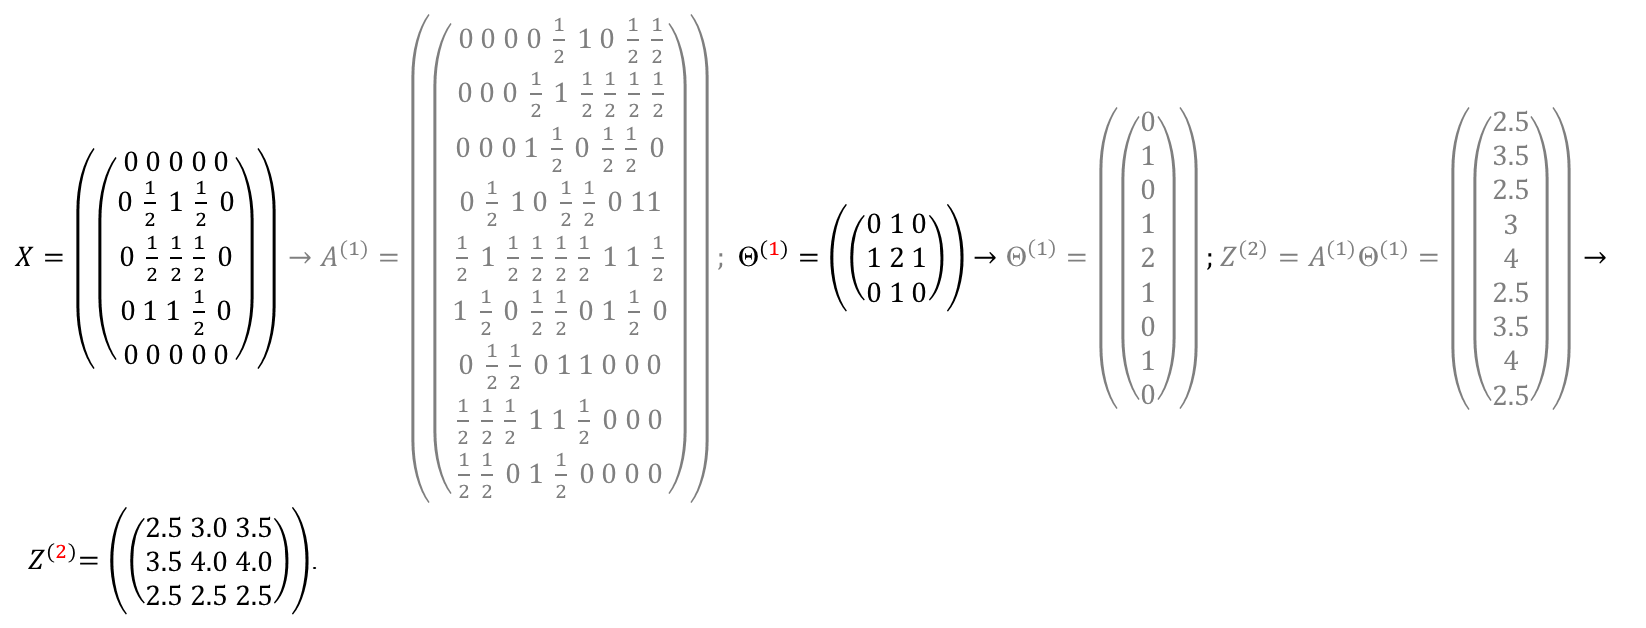 X = ((0 0 0 0 0
0 1/2 1 1/2 0
0 1/2 1/2 1/2 0
0 1 1 1/2 0
0 0 0 0 0)) → A^(1) = ((0 0 0 0 1/2 1 0 1/2 1/2
0 0 0 1/2 1 1/2 1/2 1/2 1/2
0 0 0 1 1/2 0 1/2 1/2 0
0 1/2 1 0 1/2 1/2 0 11
1/2 1 1/2 1/2 1/2 1/2 1 1 1/2
1 1/2 0 1/2 1/2 0 1 1/2 0
0 1/2 1/2 0 1 1 0 0 0
1/2 1/2 1/2 1 1 1/2 0 0 0
1/2 1/2 0 1 1/2 0 0 0 0)) ; Θ^(1) = ((0 1 0
1 2 1
0 1 0)) → Θ^(1) = ((0
1
0
1
2
1
0
1
0)) ; Z^(2) = A^(1)Θ^(1) = ((2.5
3.5
2.5
3
4
2.5
3.5
4
2.5)) →
Z^(2)= ((2.5 3.0 3.5
3.5 4.0 4.0
2.5 2.5 2.5)).